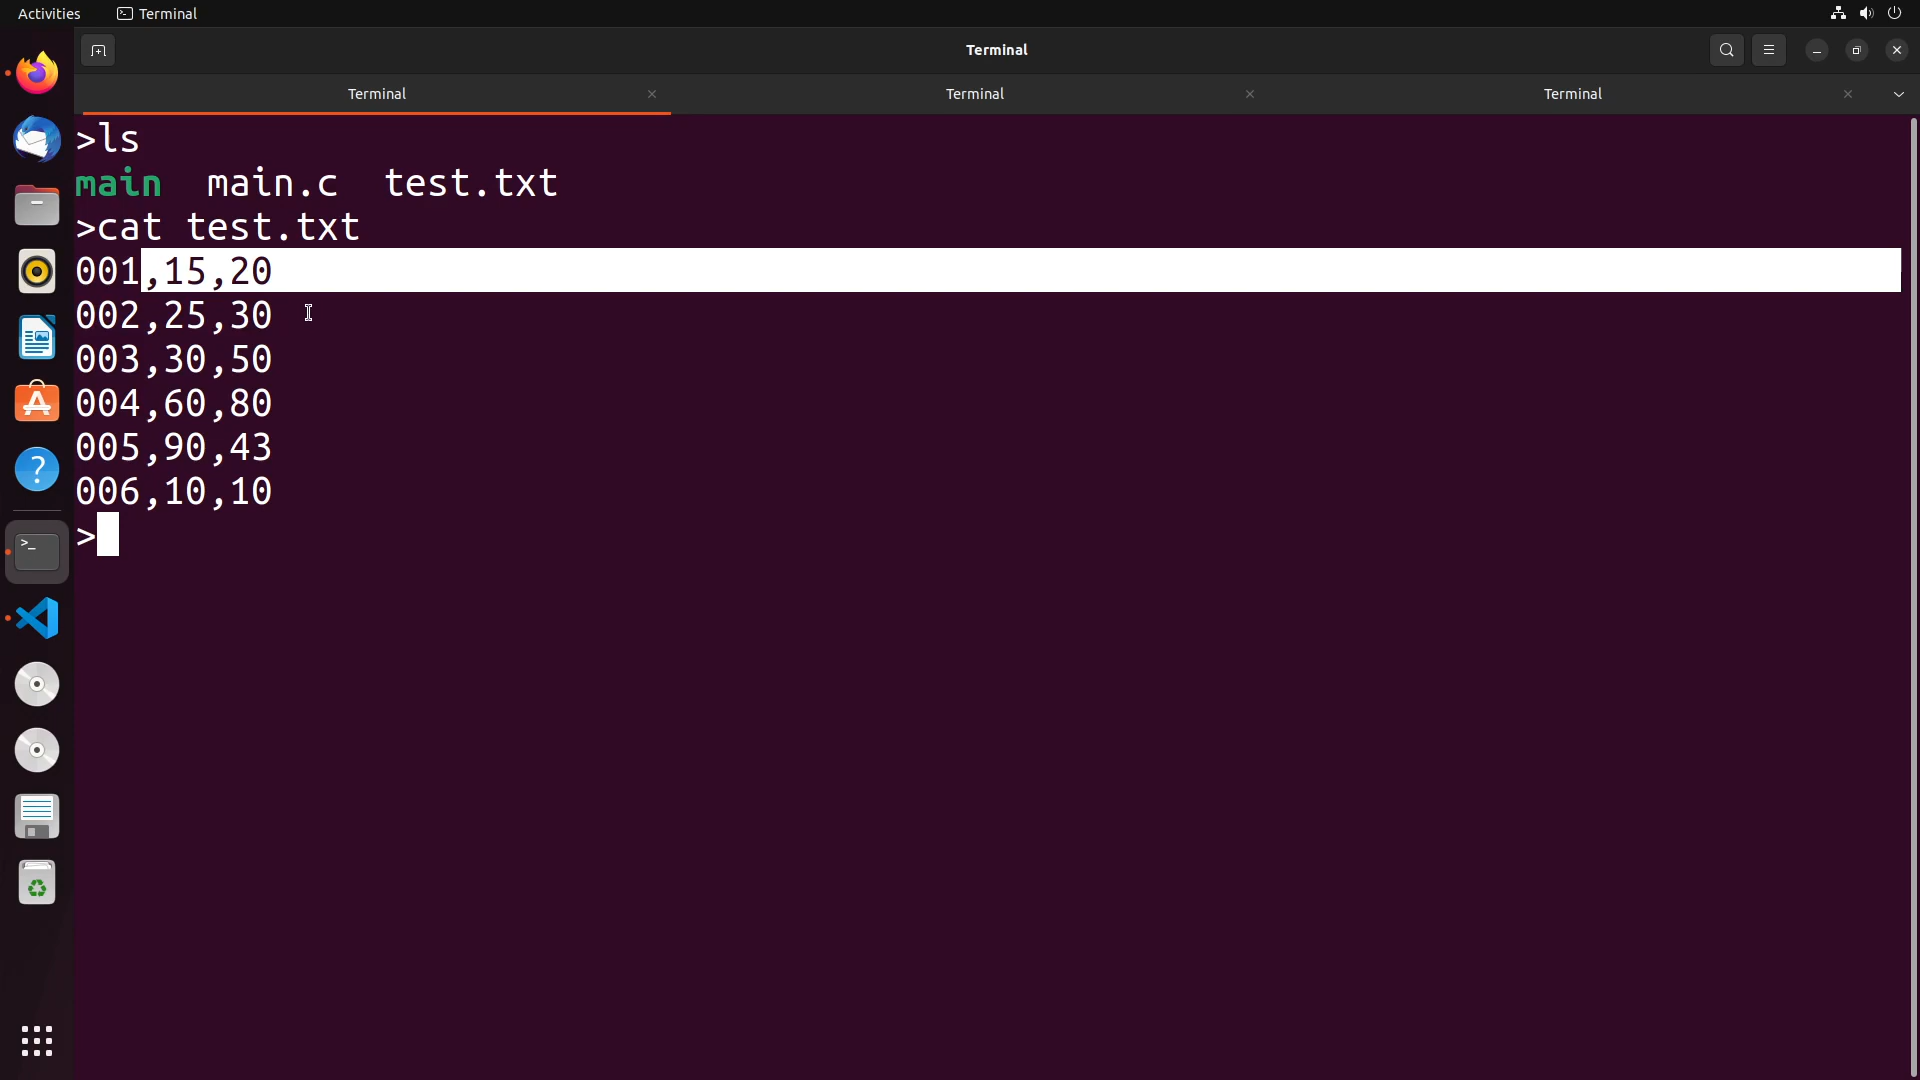 Activities
Terminal
Terminal
Terminal Terminal Terminal
>ls
main main.c test.txt
>cat test.txt
001,15,20
002,25,30
003,30,50
004,60,80
005,90,43
006,10,10
>